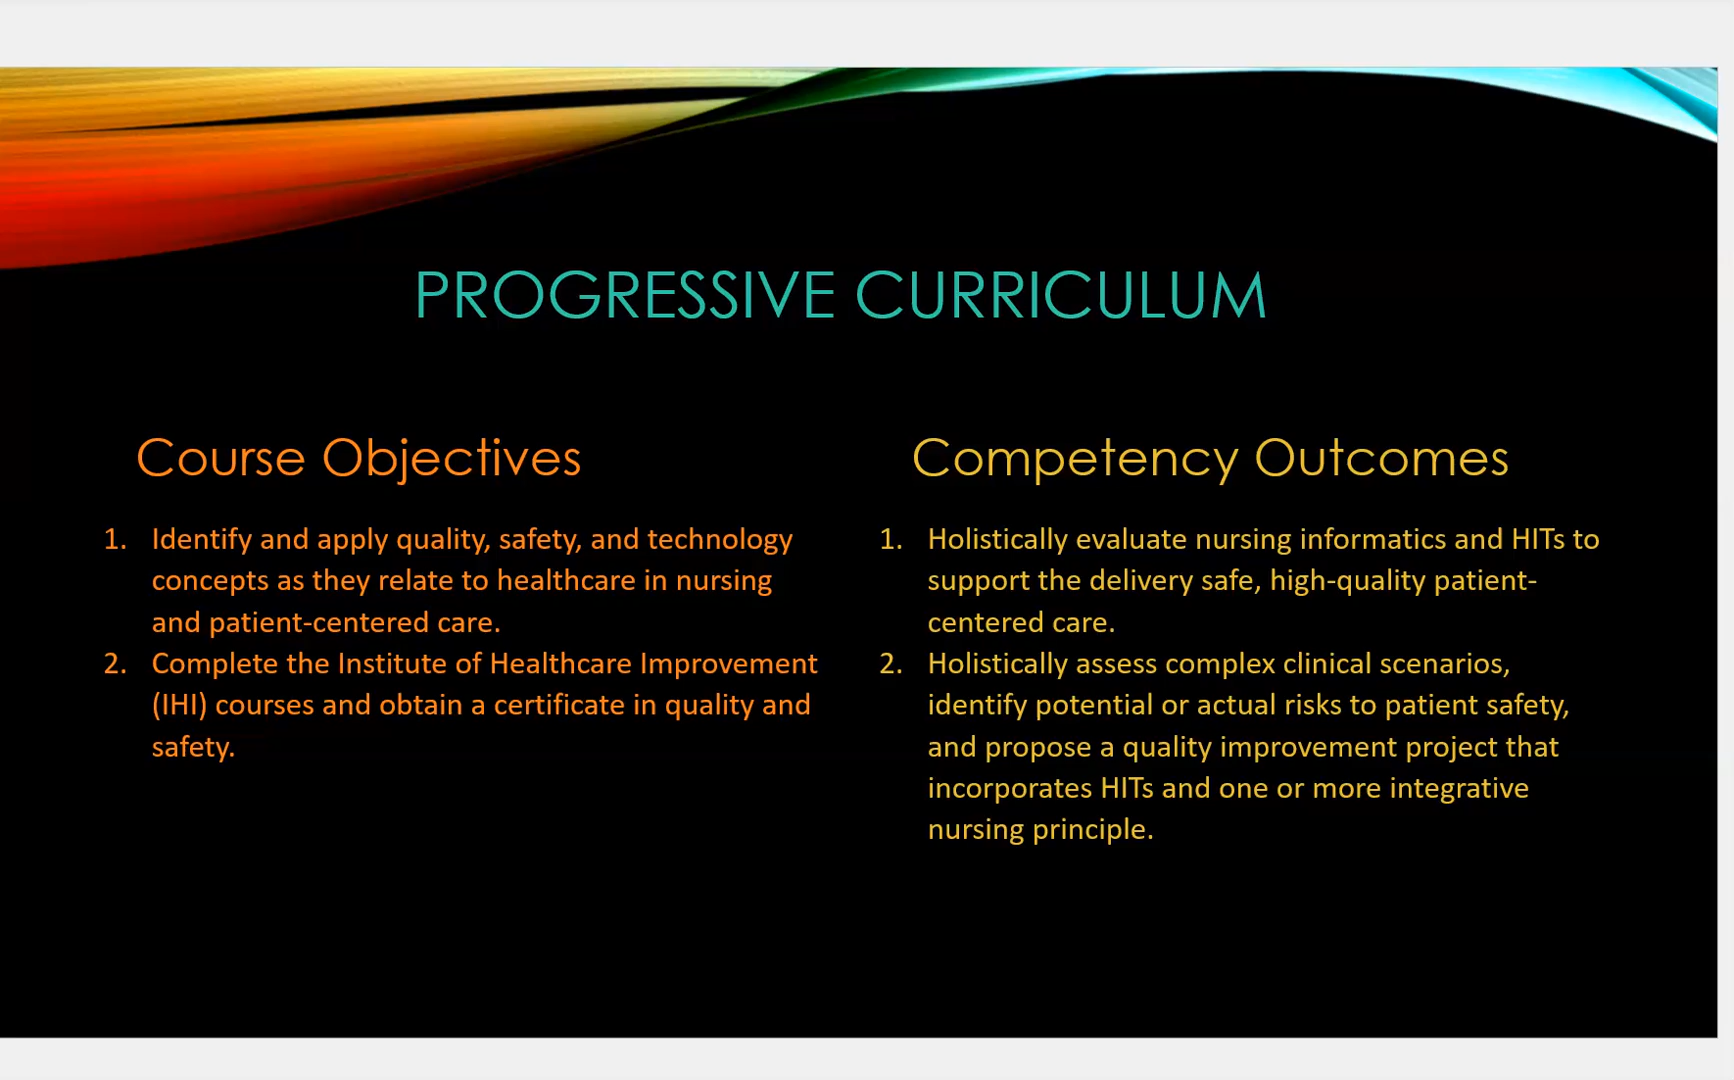 PROGRESSIVE CURRICULUM
Course Objectives
1. Identify and apply quality, safety, and technology
concepts as they relate to healthcare in nursing
and patient-centered care.
2. Complete the Institute of Healthcare Improvement
(IHI) courses and obtain a certificate in quality and
safety.
Competency Outcomes
1. Holistically evaluate nursing informatics and HITs to
support the delivery safe, high-quality patient-
centered care.
2. Holistically assess complex clinical scenarios,
identify potential or actual risks to patient safety,
and propose a quality improvement project that
incorporates HITs and one or more integrative
nursing principle.